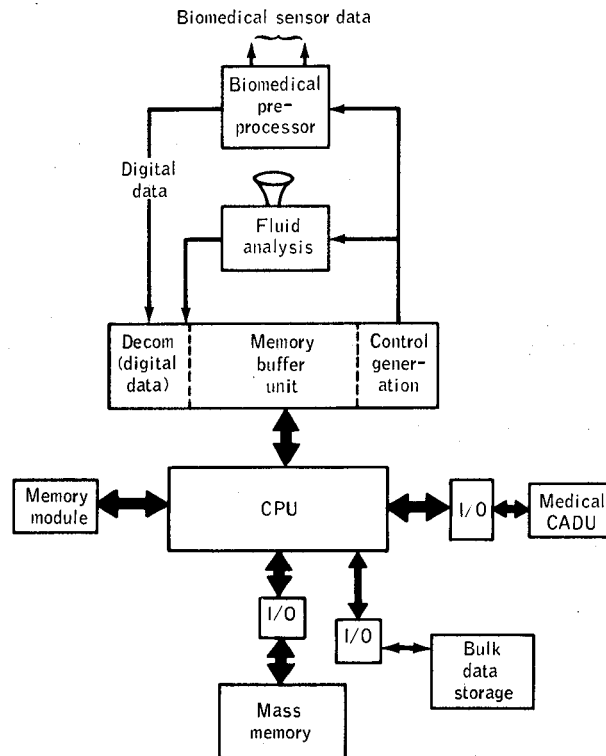 Biomedical sensor data
Biomedical
pre-
processor
Digital
data
Fluid
analysis
Decom
(digital
data)
Memory
buffer
unit
Control
gener-
ation
Memory
module
CPU
I/O
Medical
CADU
I/O
I/O
Bulk
data
storage
Mass
memory